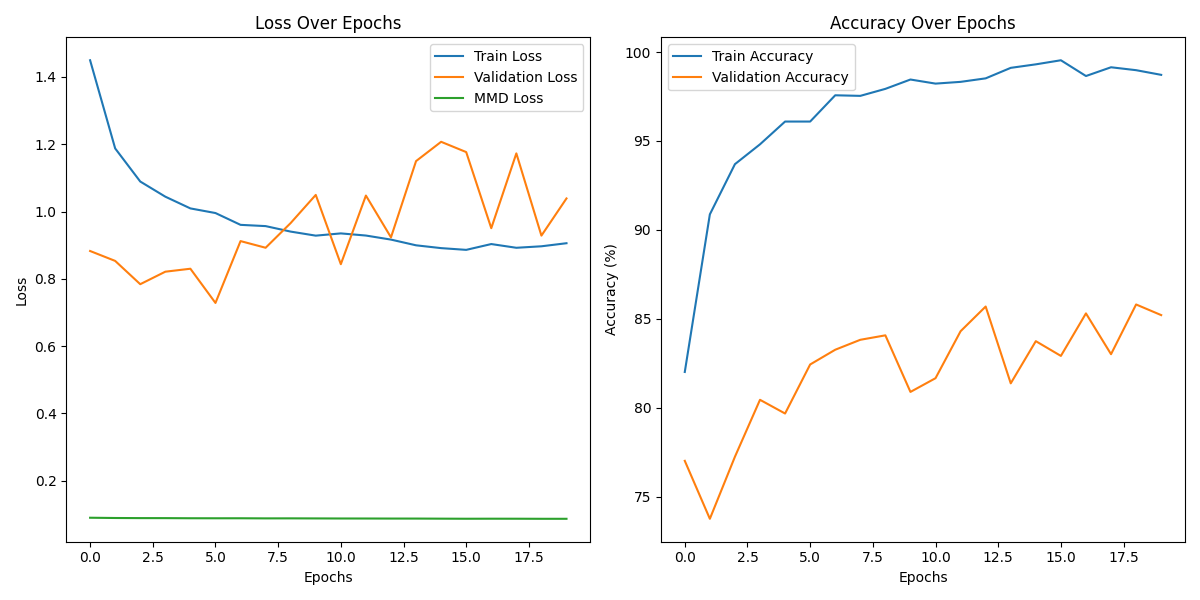 Loss Over Epochs
Train Loss
Validation Loss
MMD Loss
1.4
1.2
1.0
0.8
0.6
0.4
0.2
Loss
0.0 2.5 5.0 7.5 10.0 12.5 15.0 17.5
Epochs
Accuracy Over Epochs
Train Accuracy
Validation Accuracy
100
95
90
85
80
75
Accuracy (%)
0.0 2.5 5.0 7.5 10.0 12.5 15.0 17.5
Epochs